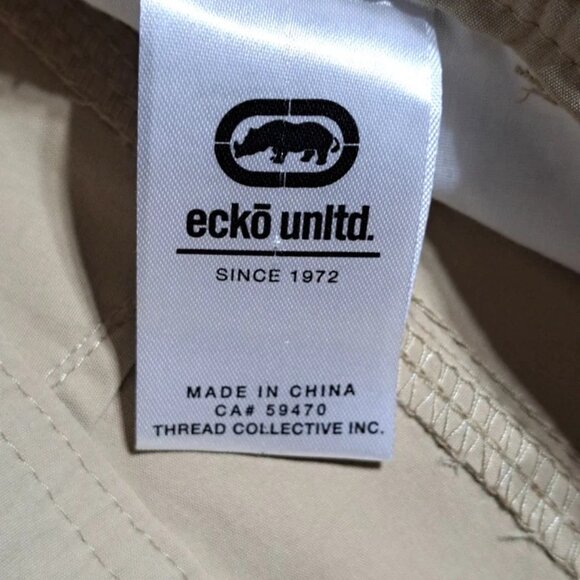 eckō unltd.
SINCE 1972
MADE IN CHINA
CA# 59470
THREAD COLLECTIVE INC.